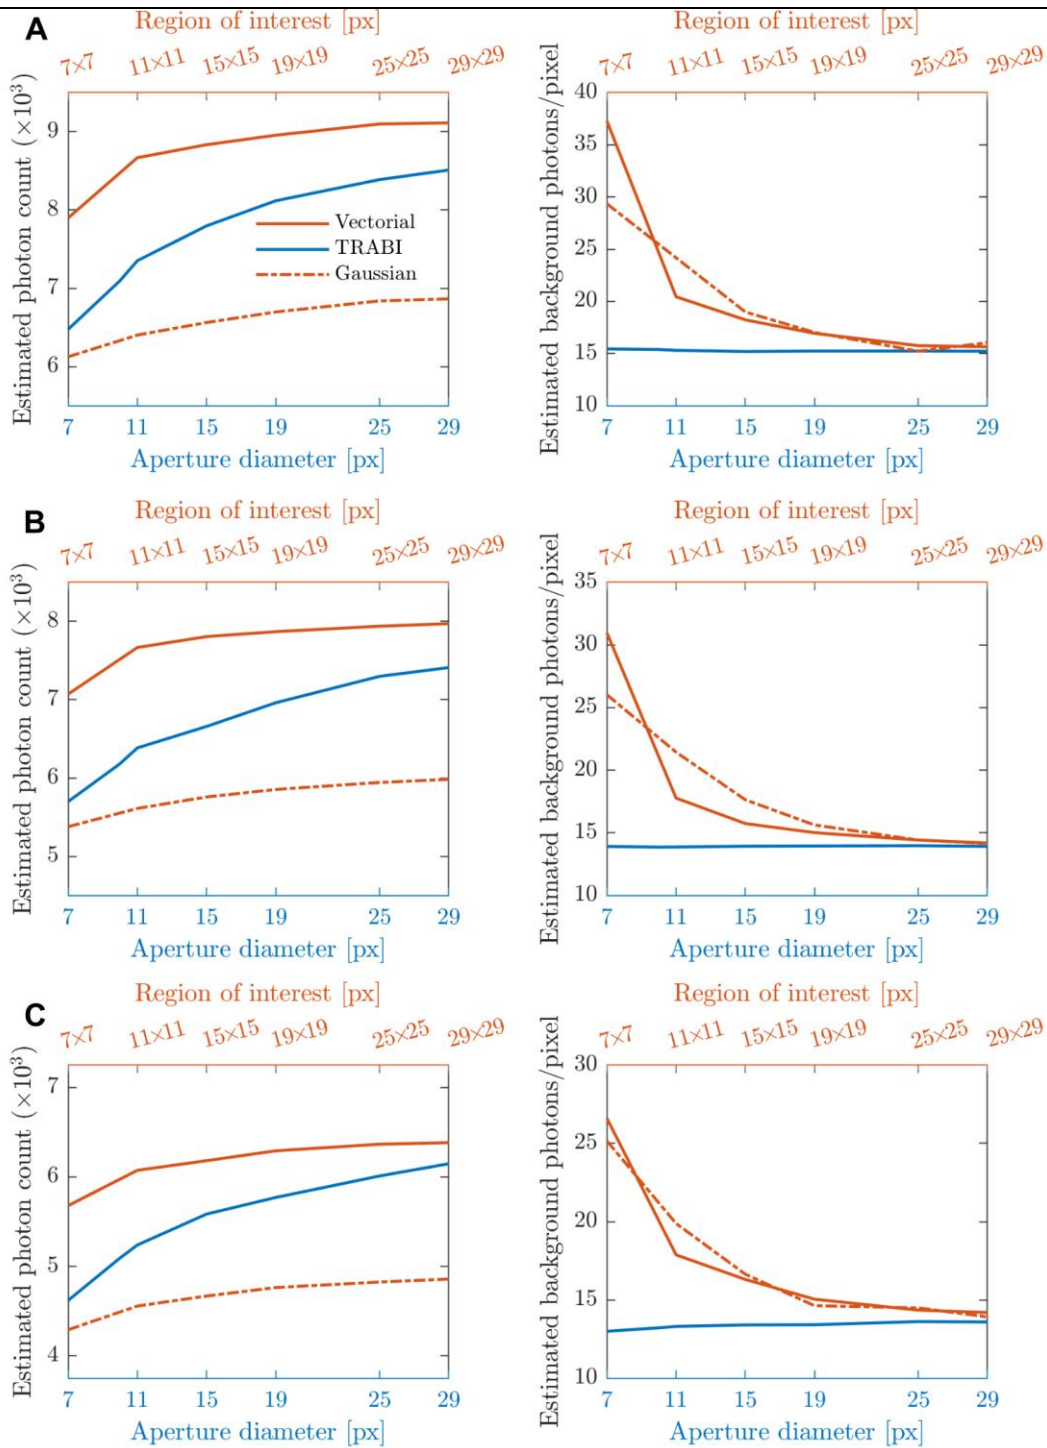 A
Region of interest [px]
7×7 11×11 15×15 19×19 25×25 29×29
Estimated photon count (×10³)
9
8
7
6
Vectorial
TRABI
Gaussian
7 11 15 19 25 29
Aperture diameter [px]
Region of interest [px]
7×7 11×11 15×15 19×19 25×25 29×29
Estimated background photons/pixel
40
35
30
25
20
15
10
7 11 15 19 25 29
Aperture diameter [px]
B
Region of interest [px]
7×7 11×11 15×15 19×19 25×25 29×29
Estimated photon count (×10³)
8
7
6
5
7 11 15 19 25 29
Aperture diameter [px]
Region of interest [px]
7×7 11×11 15×15 19×19 25×25 29×29
Estimated background photons/pixel
35
30
25
20
15
10
7 11 15 19 25 29
Aperture diameter [px]
C
Region of interest [px]
7×7 11×11 15×15 19×19 25×25 29×29
Estimated photon count (×10³)
7
6
5
4
7 11 15 19 25 29
Aperture diameter [px]
Region of interest [px]
7×7 11×11 15×15 19×19 25×25 29×29
Estimated background photons/pixel
30
25
20
15
10
7 11 15 19 25 29
Aperture diameter [px]